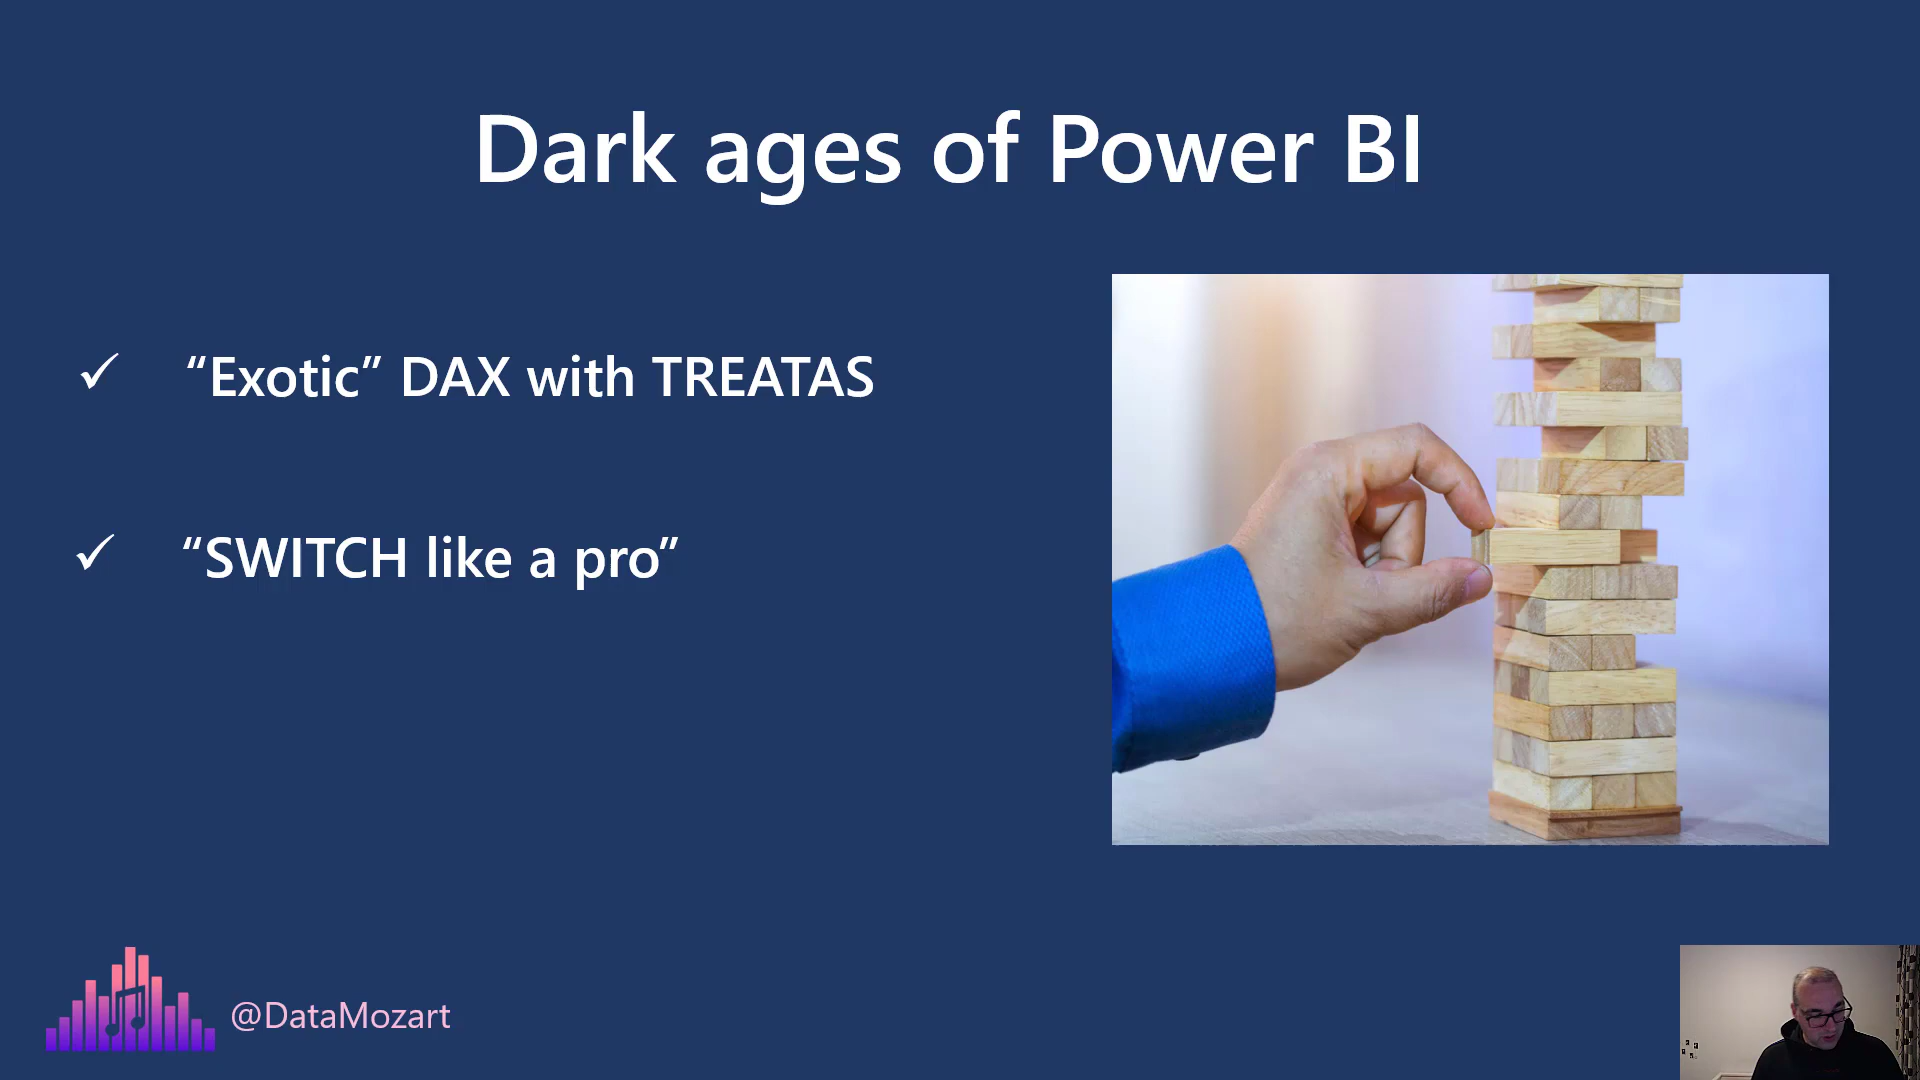 Dark ages of Power BI
✓ “Exotic” DAX with TREATAS
✓ “SWITCH like a pro”
@DataMozart